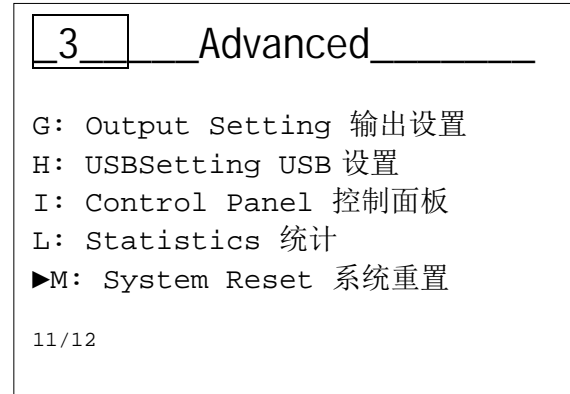 _3__ ____Advanced_______
G: Output Setting 输出设置
H: USBSetting USB 设置
I: Control Panel 控制面板
L: Statistics 统计
►M: System Reset 系统重置
11/12